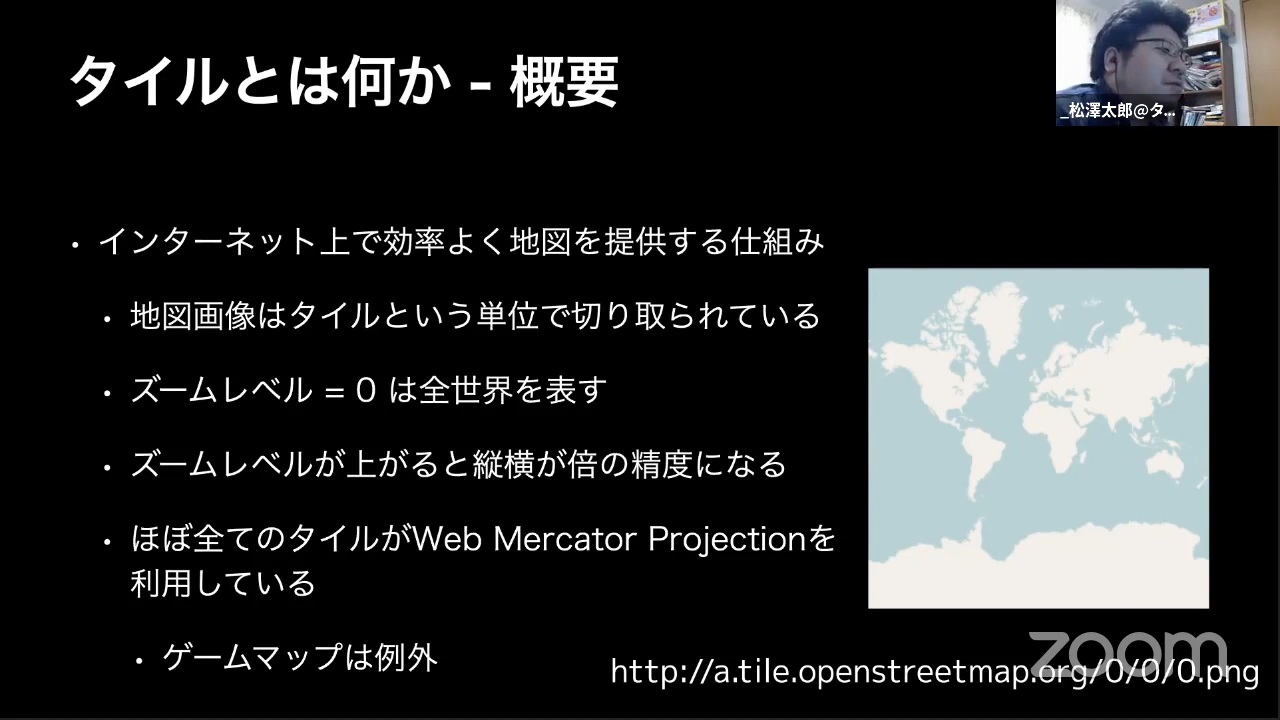 タイルとは何か - 概要
_松澤太郎@タ...
• インターネット上で効率よく地図を提供する仕組み
• 地図画像はタイルという単位で切り取られている
• ズームレベル = 0 は全世界を表す
• ズームレベルが上がると縦横が倍の精度になる
• ほぼ全てのタイルがWeb Mercator Projectionを
利用している
• ゲームマップは例外
http://a.tile.openstreetmap.org/0/0/0.png
zoom